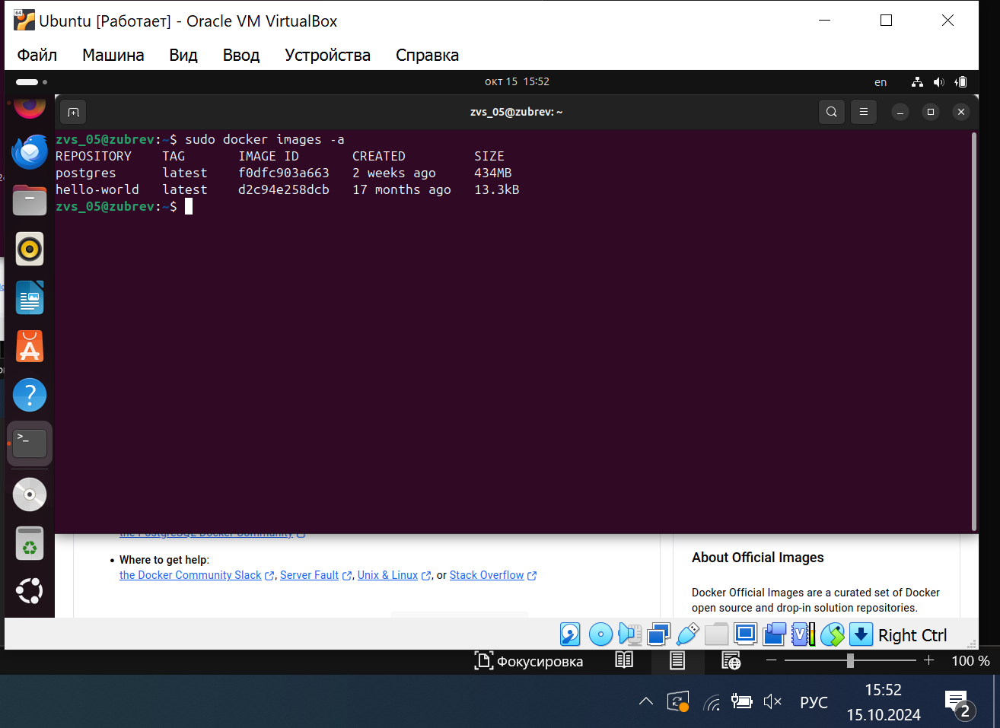 Ubuntu [Работает] - Oracle VM VirtualBox
Файл Машина Вид Ввод Устройства Справка
окт 15 15:52
en
zvs_05@zubrev: ~
zvs_05@zubrev:~$ sudo docker images -a
REPOSITORY TAG IMAGE ID CREATED SIZE
postgres latest f0dfc903a663 2 weeks ago 434MB
hello-world latest d2c94e258dcb 17 months ago 13.3kB
zvs_05@zubrev:~$
the PostgreSQL Docker Community
• Where to get help:
the Docker Community Slack, Server Fault, Unix & Linux, or Stack Overflow
About Official Images
Docker Official Images are a curated set of Docker
open source and drop-in solution repositories.
Right Ctrl
Фокусировка
100 %
РУС
15:52
15.10.2024
2